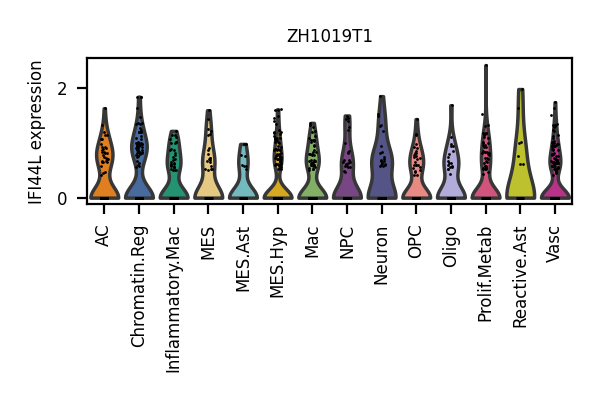 ZH1019T1
IFI44L expression
2
0
AC
Chromatin.Reg
Inflammatory.Mac
MES
MES.Ast
MES.Hyp
Mac
NPC
Neuron
OPC
Oligo
Prolif.Metab
Reactive.Ast
Vasc